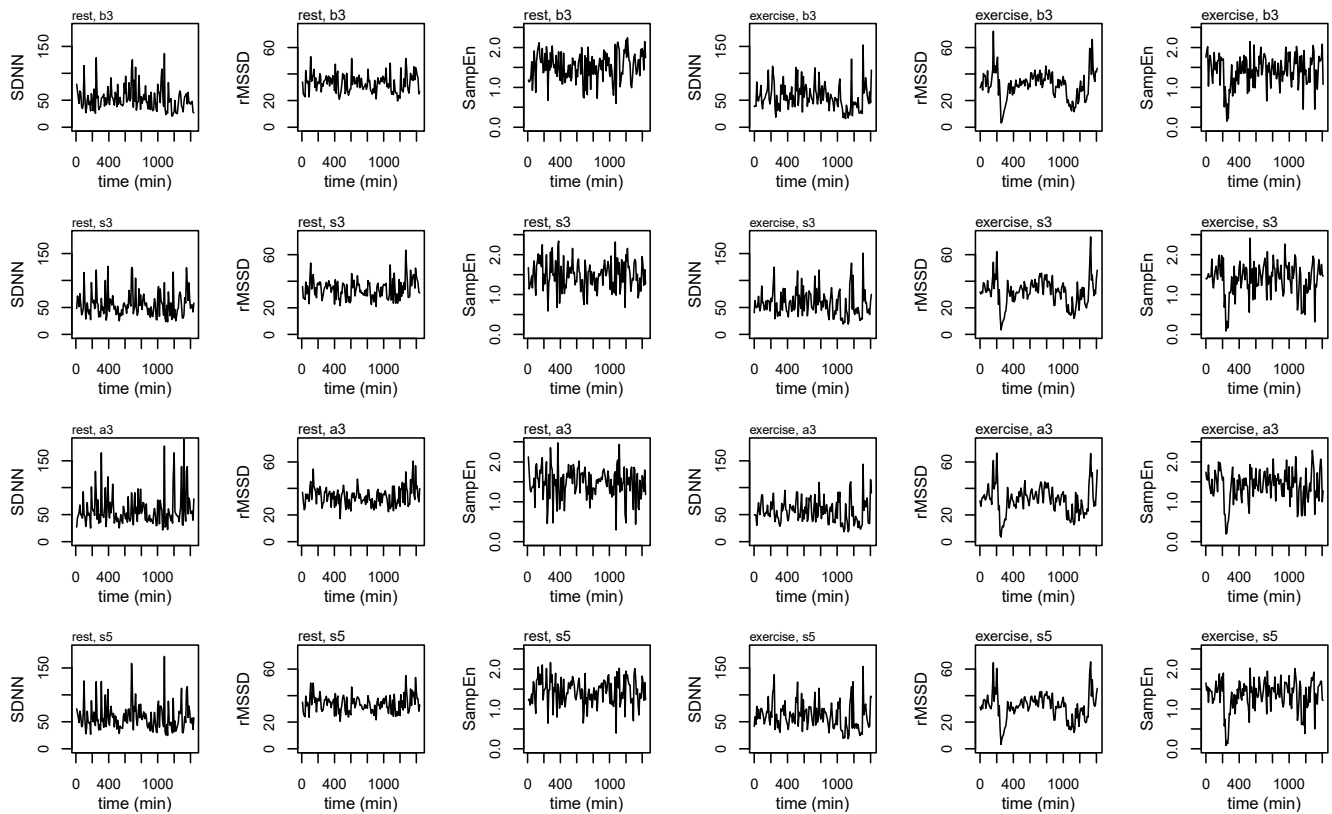 rest, b3 rest, b3 rest, b3 exercise, b3 exercise, b3 exercise, b3
SDNN 0 50 150 rMSSD 0 20 60 SampEn 0.0 1.0 2.0 SDNN 0 50 150 rMSSD 0 20 60 SampEn 0.0 1.0 2.0
0 400 1000 0 400 1000 0 400 1000 0 400 1000 0 400 1000 0 400 1000
time (min) time (min) time (min) time (min) time (min) time (min)
rest, s3 rest, s3 rest, s3 exercise, s3 exercise, s3 exercise, s3
SDNN 0 50 150 rMSSD 0 20 60 SampEn 0.0 1.0 2.0 SDNN 0 50 150 rMSSD 0 20 60 SampEn 0.0 1.0 2.0
0 400 1000 0 400 1000 0 400 1000 0 400 1000 0 400 1000 0 400 1000
time (min) time (min) time (min) time (min) time (min) time (min)
rest, a3 rest, a3 rest, a3 exercise, a3 exercise, a3 exercise, a3
SDNN 0 50 150 rMSSD 0 20 60 SampEn 0.0 1.0 2.0 SDNN 0 50 150 rMSSD 0 20 60 SampEn 0.0 1.0 2.0
0 400 1000 0 400 1000 0 400 1000 0 400 1000 0 400 1000 0 400 1000
time (min) time (min) time (min) time (min) time (min) time (min)
rest, s5 rest, s5 rest, s5 exercise, s5 exercise, s5 exercise, s5
SDNN 0 50 150 rMSSD 0 20 60 SampEn 0.0 1.0 2.0 SDNN 0 50 150 rMSSD 0 20 60 SampEn 0.0 1.0 2.0
0 400 1000 0 400 1000 0 400 1000 0 400 1000 0 400 1000 0 400 1000
time (min) time (min) time (min) time (min) time (min) time (min)